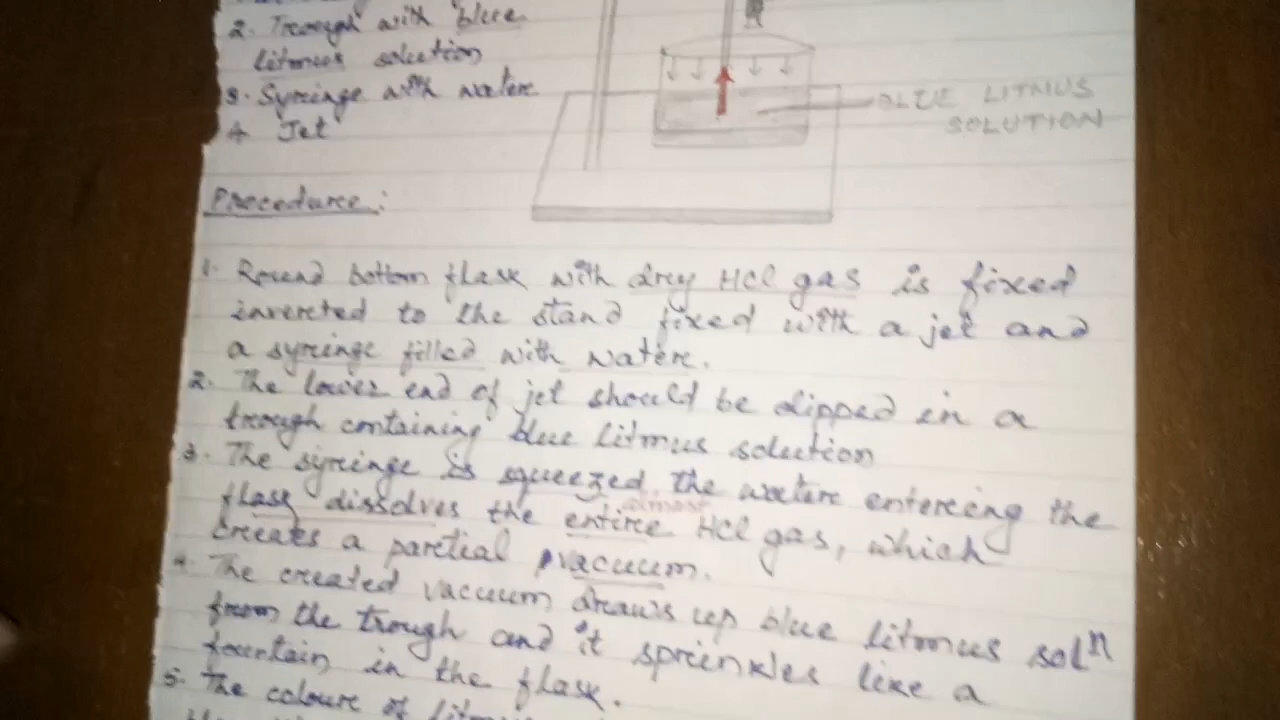 2. Trough with blue
litmus solution
3. Syringe with water
4 Jet
BLUE LITMUS
SOLUTION
Procedure:
1. Round bottom flask with dry HCl gas is fixed
inverted to the stand fixed with a jet and
a syringe filled with water.
2. The lower end of jet should be dipped in a
trough containing blue litmus solution
3. The syringe is squeezed, the water entering the
almost
flask dissolves the entire HCl gas, which
creates a partial vacuum.
4. The created vacuum draws up blue litmus solⁿ
from the trough and it sprinkles like a
fountain in the flask.
5. The colour of